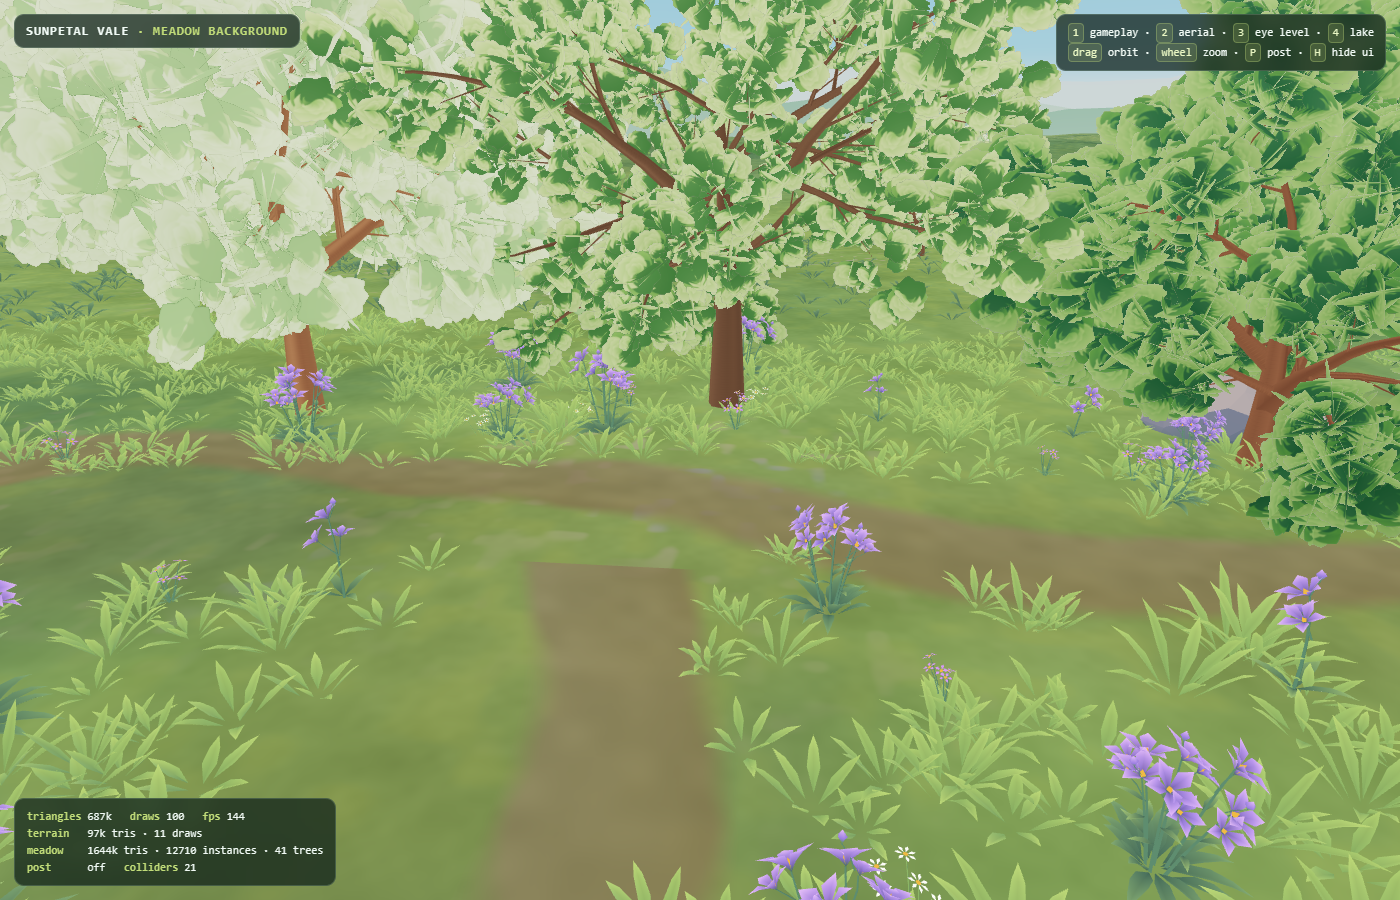 SUNPETAL VALE · MEADOW BACKGROUND
1 gameplay · 2 aerial · 3 eye level · 4 lake
drag orbit · wheel zoom · P post · H hide ui
triangles 687k draws 100 fps 144
terrain 97k tris · 11 draws
meadow 1644k tris · 12710 instances · 41 trees
post off colliders 21